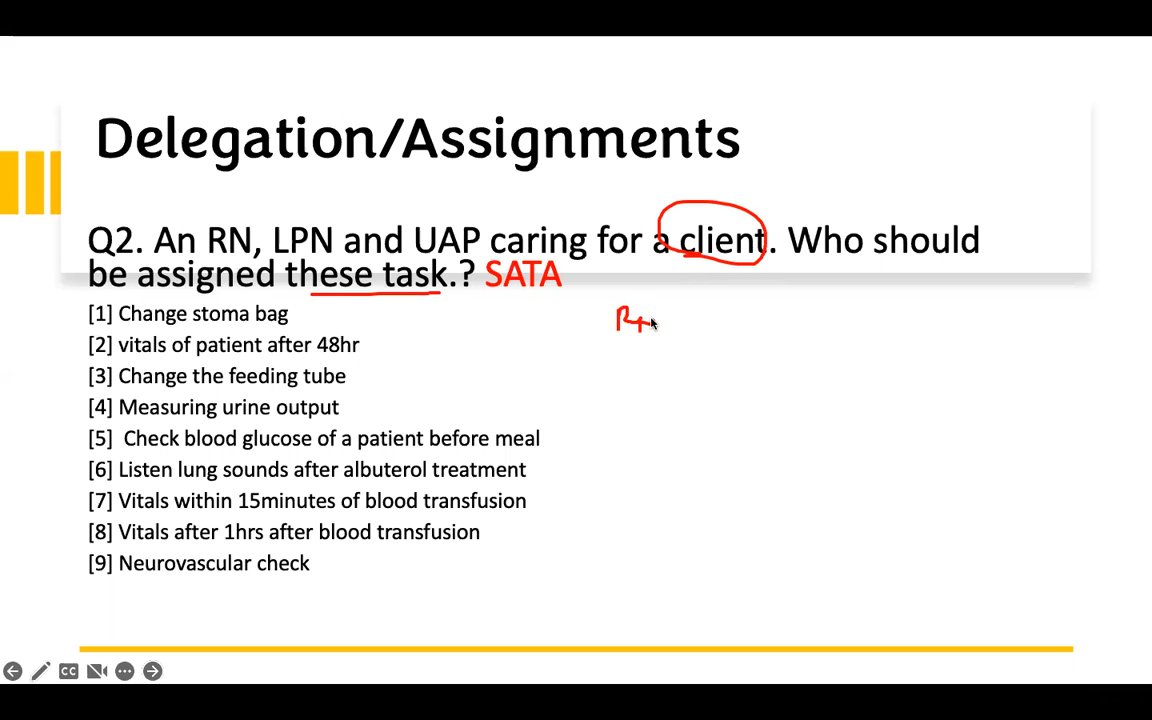 Delegation/Assignments
Q2. An RN, LPN and UAP caring for a client. Who should
be assigned these task.? SATA
[1] Change stoma bag
[2] vitals of patient after 48hr
[3] Change the feeding tube
[4] Measuring urine output
[5] Check blood glucose of a patient before meal
[6] Listen lung sounds after albuterol treatment
[7] Vitals within 15minutes of blood transfusion
[8] Vitals after 1hrs after blood transfusion
[9] Neurovascular check
CC